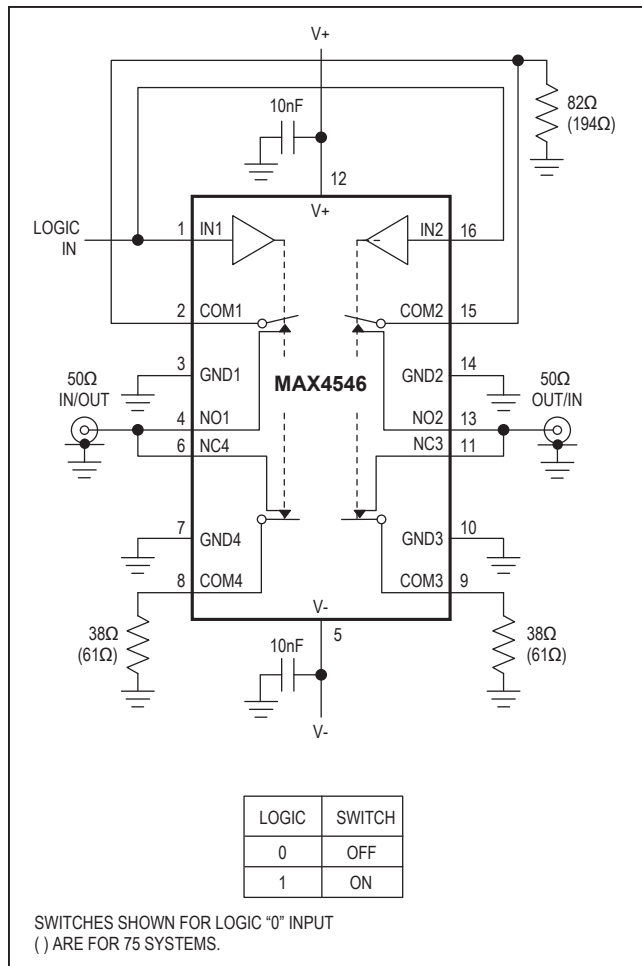 V+
10nF
82Ω
(194Ω)
12
V+
LOGIC
IN
1 IN1
IN2 16
2 COM1
COM2 15
3 GND1
MAX4546
GND2 14
50Ω
IN/OUT
50Ω
OUT/IN
4 NO1
NO2 13
6 NC4
NC3 11
7 GND4
GND3 10
8 COM4
COM3 9
V-
5
38Ω
(61Ω)
10nF
38Ω
(61Ω)
V-
LOGIC SWITCH
0 OFF
1 ON
SWITCHES SHOWN FOR LOGIC “0” INPUT
( ) ARE FOR 75 SYSTEMS.